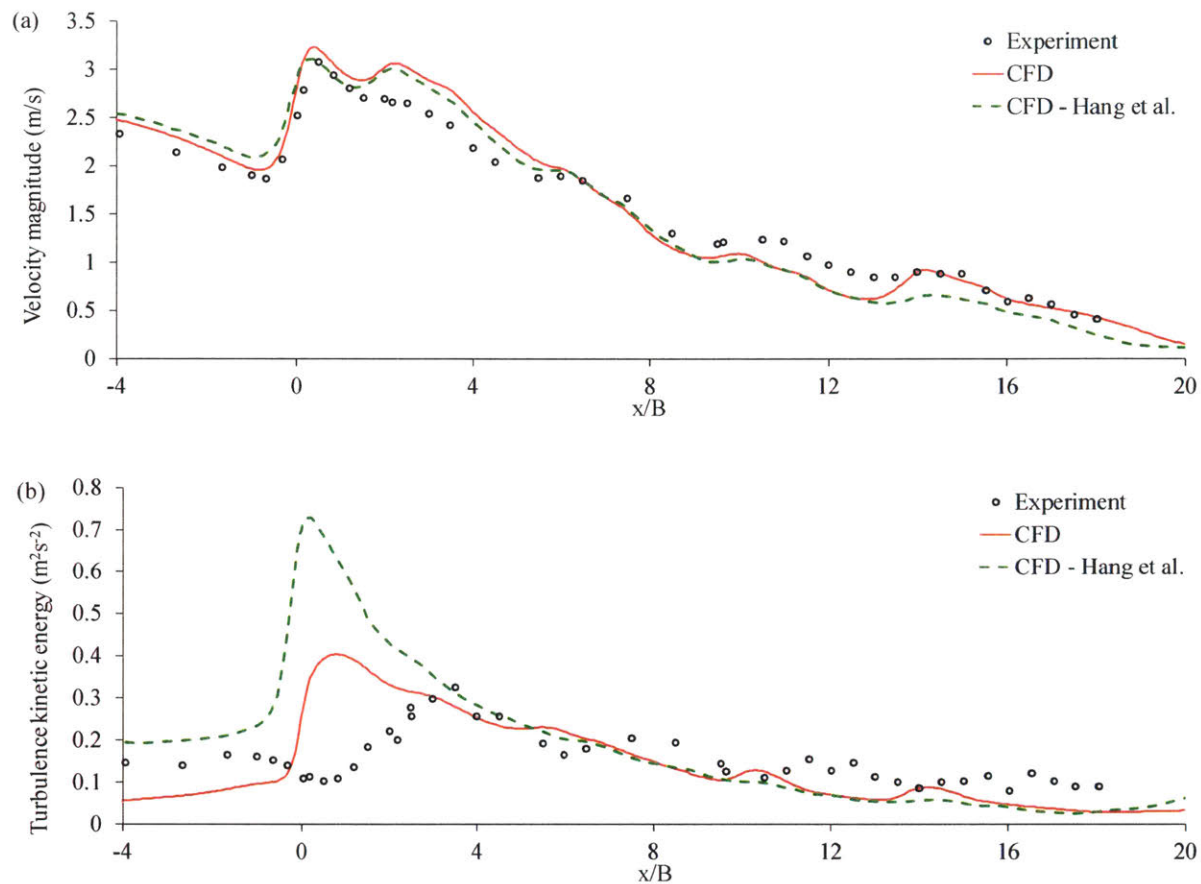 (a)
3.5
3
2.5
2
1.5
1
0.5
0
Velocity magnitude (m/s)
-4
0
4
8
12
16
20
x/B
Experiment
CFD
CFD - Hang et al.
(b)
0.8
0.7
0.6
0.5
0.4
0.3
0.2
0.1
0
Turbulence kinetic energy (m²s⁻²)
-4
0
4
8
12
16
20
x/B
Experiment
CFD
CFD - Hang et al.